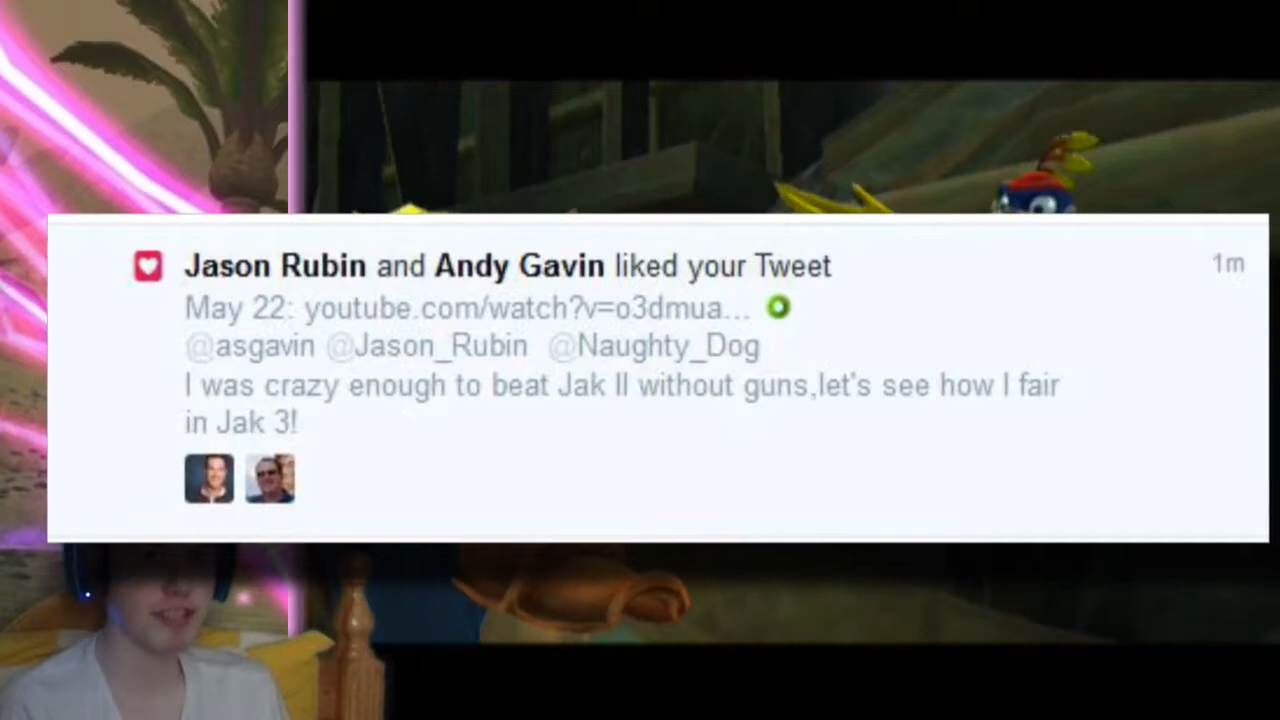 Jason Rubin and Andy Gavin liked your Tweet 1m
May 22: youtube.com/watch?v=o3dmua...
@asgavin @Jason_Rubin @Naughty_Dog
I was crazy enough to beat Jak II without guns,let's see how I fair
in Jak 3!